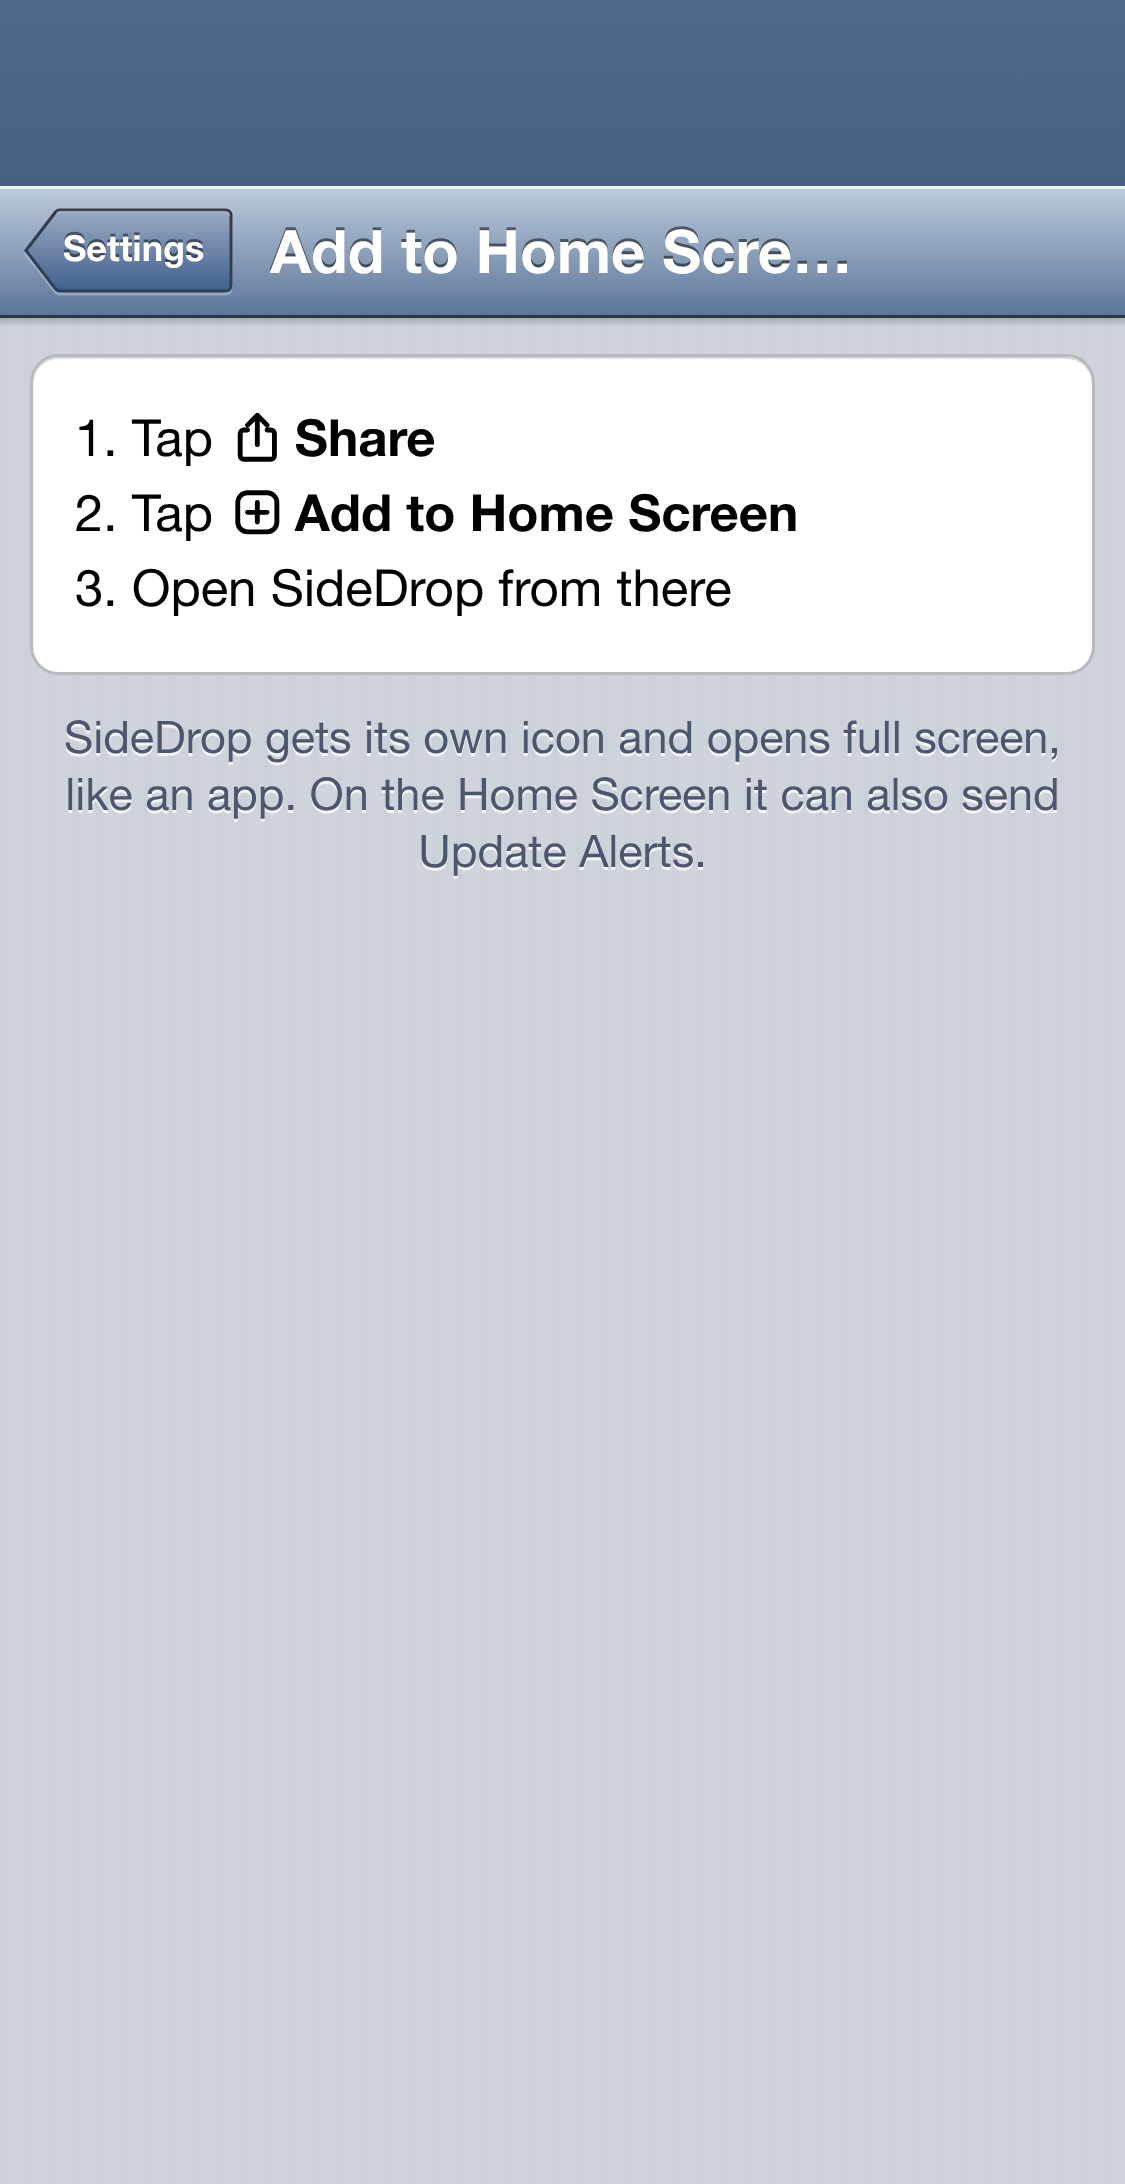 Settings
Add to Home Scre...
1. Tap Share
2. Tap Add to Home Screen
3. Open SideDrop from there
SideDrop gets its own icon and opens full screen,
like an app. On the Home Screen it can also send
Update Alerts.